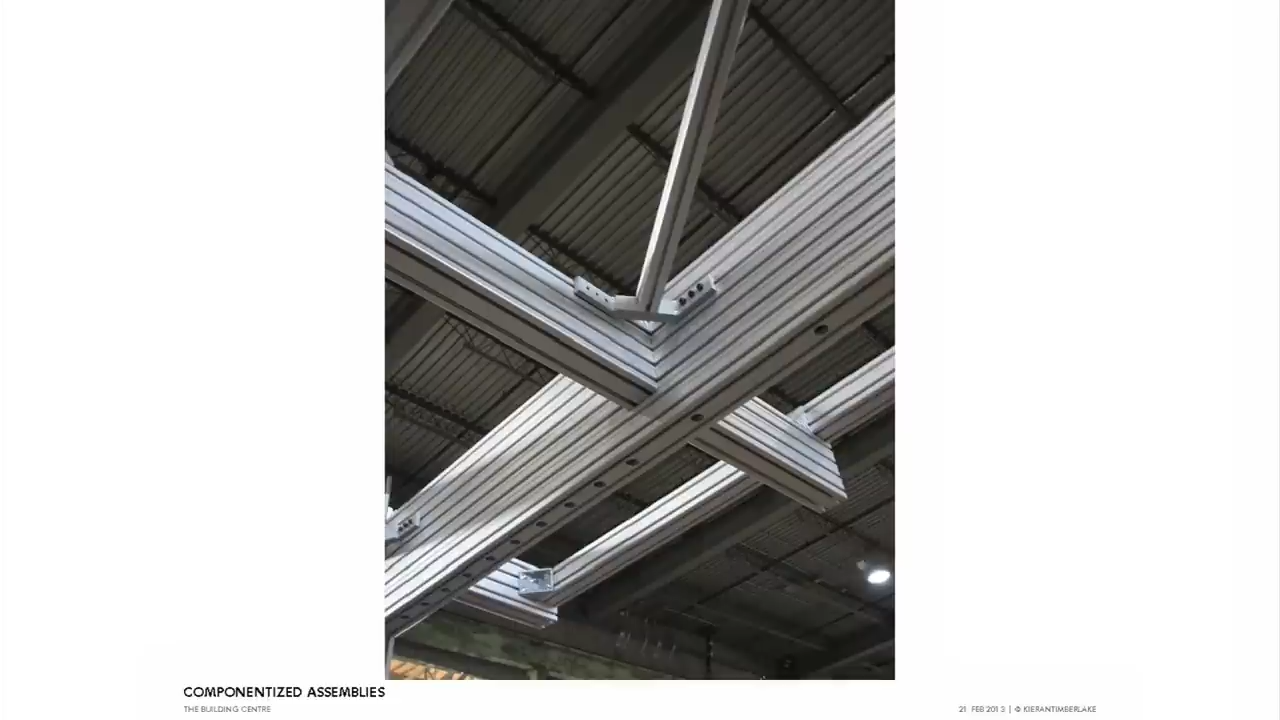 COMPONENTIZED ASSEMBLIES
THE BUILDING CENTRE
21 FEB 2013 | © KIERANTIMBERLAKE